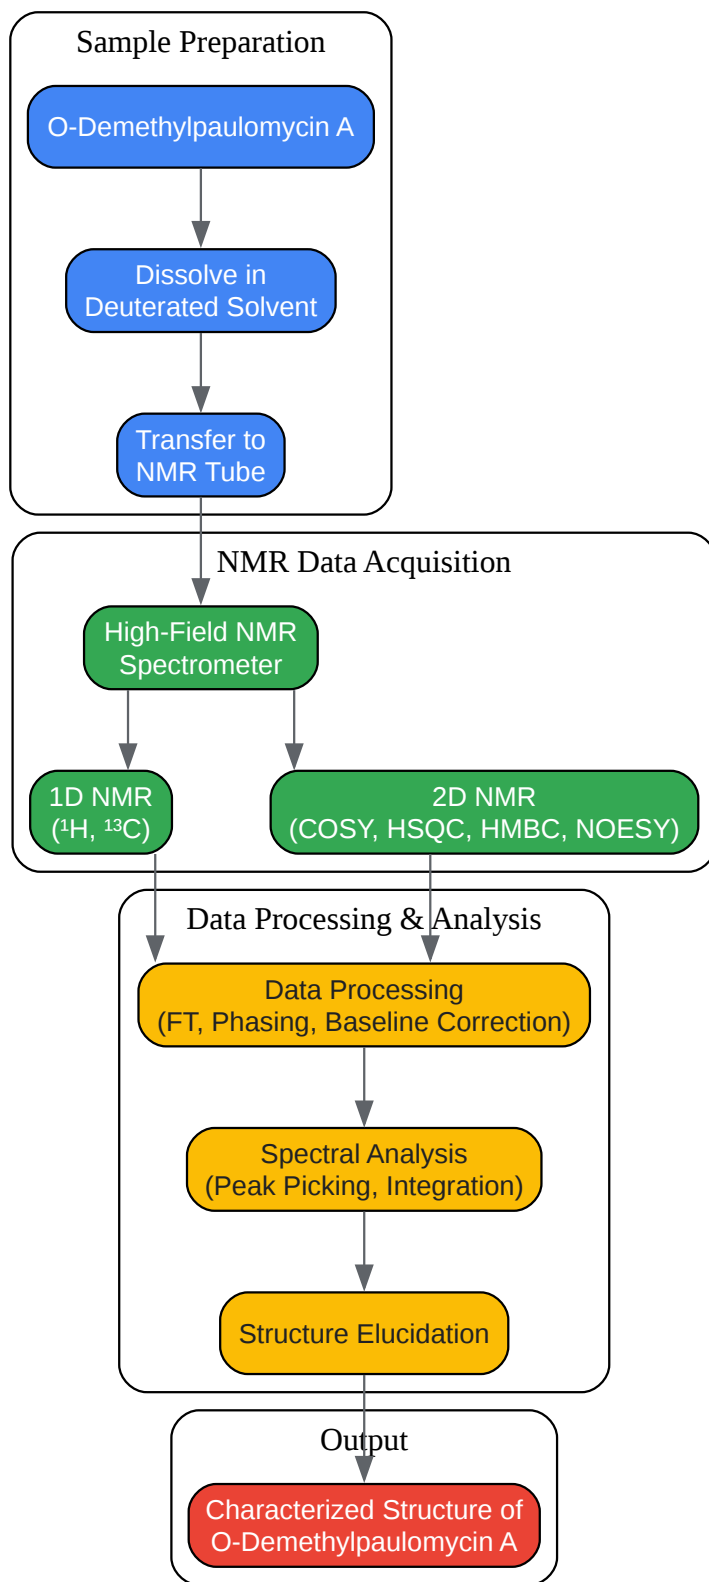 Sample Preparation
O-Demethylpaulomycin A
Dissolve in
Deuterated Solvent
Transfer to
NMR Tube
NMR Data Acquisition
High-Field NMR
Spectrometer
1D NMR
(¹H, ¹³C)
2D NMR
(COSY, HSQC, HMBC, NOESY)
Data Processing & Analysis
Data Processing
(FT, Phasing, Baseline Correction)
Spectral Analysis
(Peak Picking, Integration)
Structure Elucidation
Output
Characterized Structure of
O-Demethylpaulomycin A